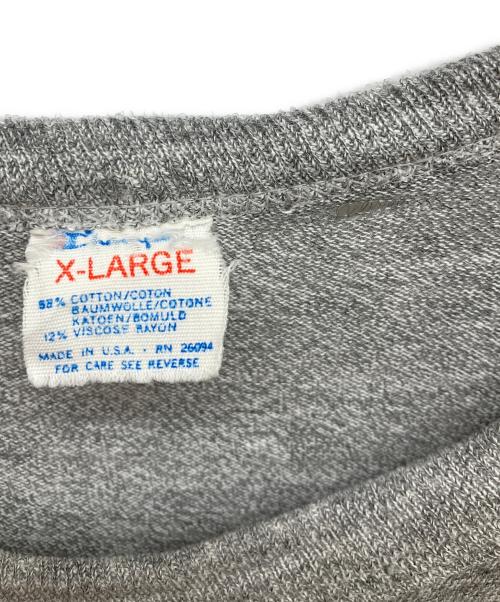 X-LARGE
88% COTTON/COTON
BAUMWOLLE/COTONE
KATOEN/BOMULD
12% VISCOSE RAYON
MADE IN U.S.A. · RN 26094
FOR CARE SEE REVERSE